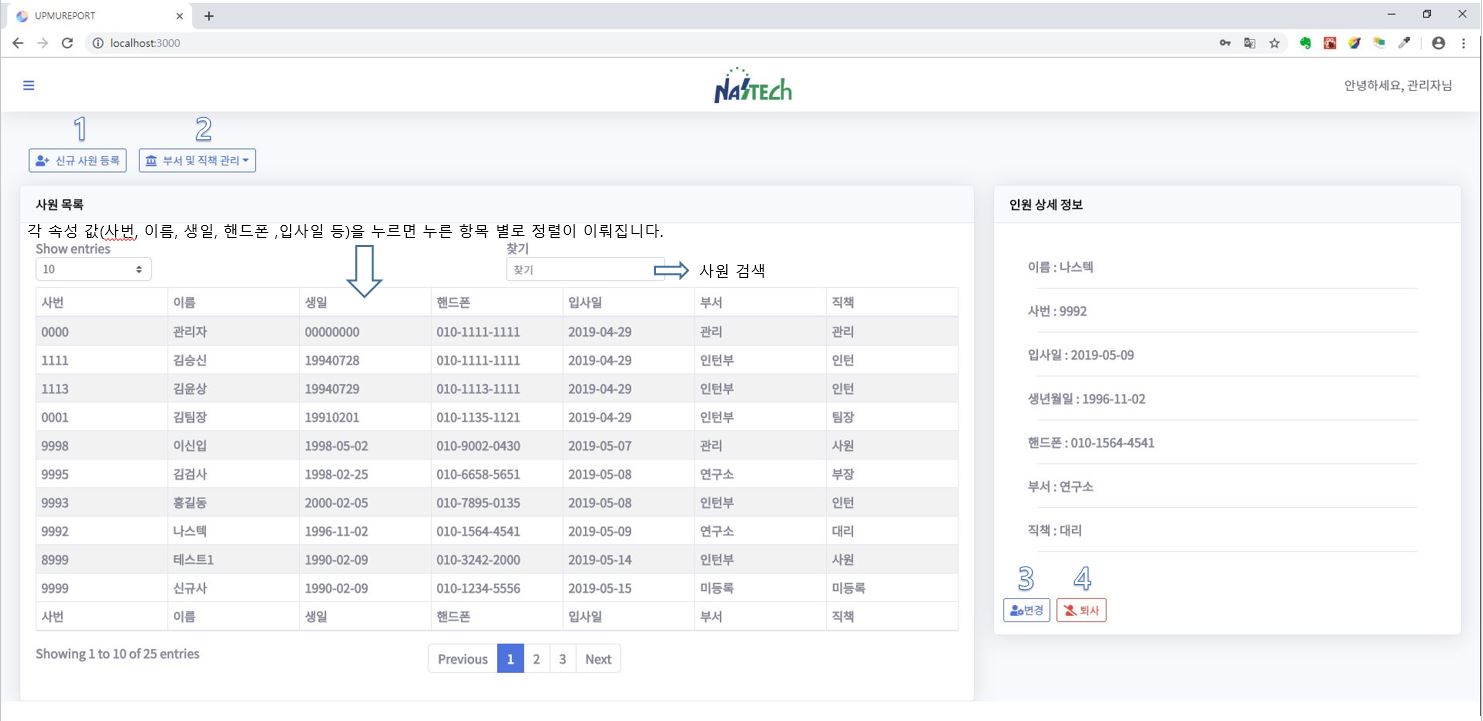 UPMUREPORT
localhost:3000
NASTECh
안녕하세요, 관리자님
1 2
신규 사원 등록 부서 및 직책 관리
사원 목록
각 속성 값(사번, 이름, 생일, 핸드폰 ,입사일 등)을 누르면 누른 항목 별로 정렬이 이뤄집니다.
Show entries 찾기
10 찾기 사원 검색
사번 이름 생일 핸드폰 입사일 부서 직책
0000 관리자 00000000 010-1111-1111 2019-04-29 관리 관리
1111 김승신 19940728 010-1111-1111 2019-04-29 인턴부 인턴
1113 김윤상 19940729 010-1113-1111 2019-04-29 인턴부 인턴
0001 김팀장 19910201 010-1135-1121 2019-04-29 인턴부 팀장
9998 이신입 1998-05-02 010-9002-0430 2019-05-07 관리 사원
9995 김검사 1998-02-25 010-6658-5651 2019-05-08 연구소 부장
9993 홍길동 2000-02-05 010-7895-0135 2019-05-08 인턴부 인턴
9992 나스텍 1996-11-02 010-1564-4541 2019-05-09 연구소 대리
8999 테스트1 1990-02-09 010-3242-2000 2019-05-14 인턴부 사원
9999 신규사 1990-02-09 010-1234-5556 2019-05-15 미등록 미등록
사번 이름 생일 핸드폰 입사일 부서 직책
Showing 1 to 10 of 25 entries Previous 1 2 3 Next
인원 상세 정보
이름 : 나스텍
사번 : 9992
입사일 : 2019-05-09
생년월일 : 1996-11-02
핸드폰 : 010-1564-4541
부서 : 연구소
직책 : 대리
3 4
변경 퇴사